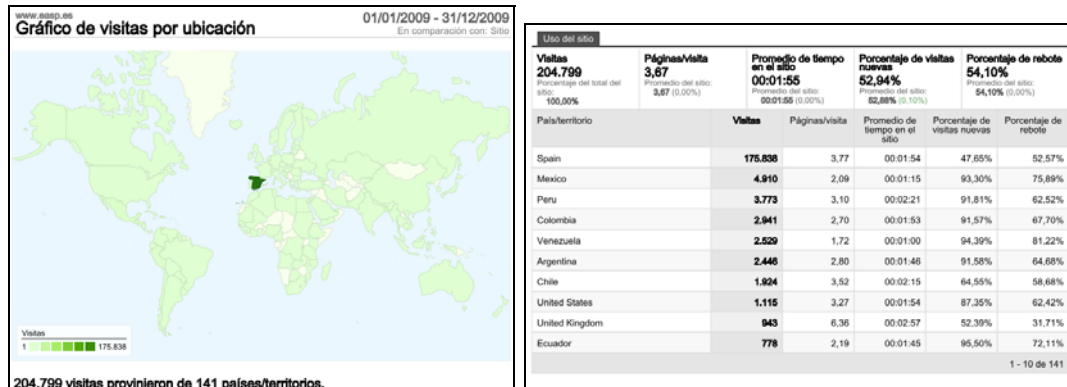 www.easp.es
Gráfico de visitas por ubicación
01/01/2009 - 31/12/2009
En comparación con: Sitio
Visitas
1 175.838
204.799 visitas provinieron de 141 países/territorios.
Uso del sitio
Visitas
204.799
Porcentaje del total del
sitio:
100,00%
Páginas/visita
3,67
Promedio del sitio:
3,67 (0,00%)
Promedio de tiempo
en el sitio
00:01:55
Promedio del sitio:
00:01:55 (0,00%)
Porcentaje de visitas
nuevas
52,94%
Promedio del sitio:
52,88% (0,10%)
Porcentaje de rebote
54,10%
Promedio del sitio:
54,10% (0,00%)
País/territorio Visitas Páginas/visita Promedio de tiempo en el sitio Porcentaje de visitas nuevas Porcentaje de rebote
Spain 175.838 3,77 00:01:54 47,65% 52,57%
Mexico 4.910 2,09 00:01:15 93,30% 75,89%
Peru 3.773 3,10 00:02:21 91,81% 62,52%
Colombia 2.941 2,70 00:01:53 91,57% 67,70%
Venezuela 2.529 1,72 00:01:00 94,39% 81,22%
Argentina 2.446 2,80 00:01:46 91,58% 64,68%
Chile 1.924 3,52 00:02:15 64,55% 58,68%
United States 1.115 3,27 00:01:54 87,35% 62,42%
United Kingdom 943 6,36 00:02:57 52,39% 31,71%
Ecuador 778 2,19 00:01:45 95,50% 72,11%
1 - 10 de 141